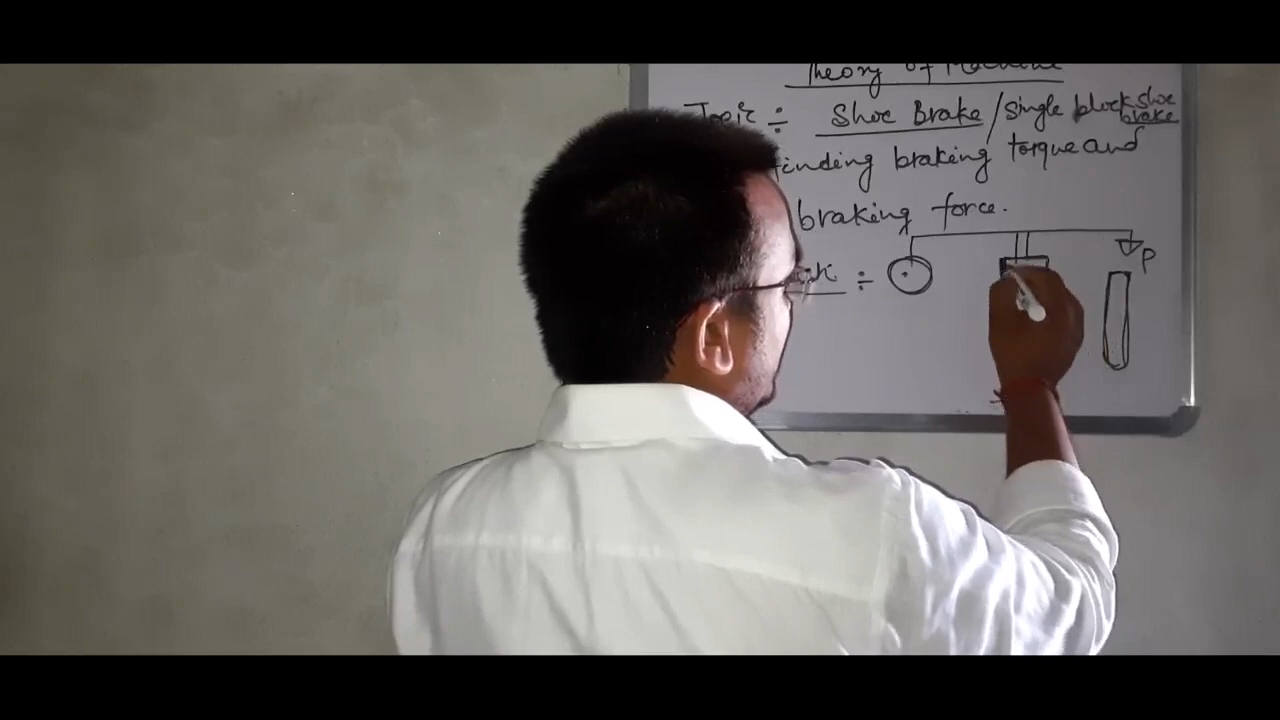 Theory of Machine
Topic ÷ Shoe Brake / Single block shoe brake
finding braking torque and
braking force.
÷
P